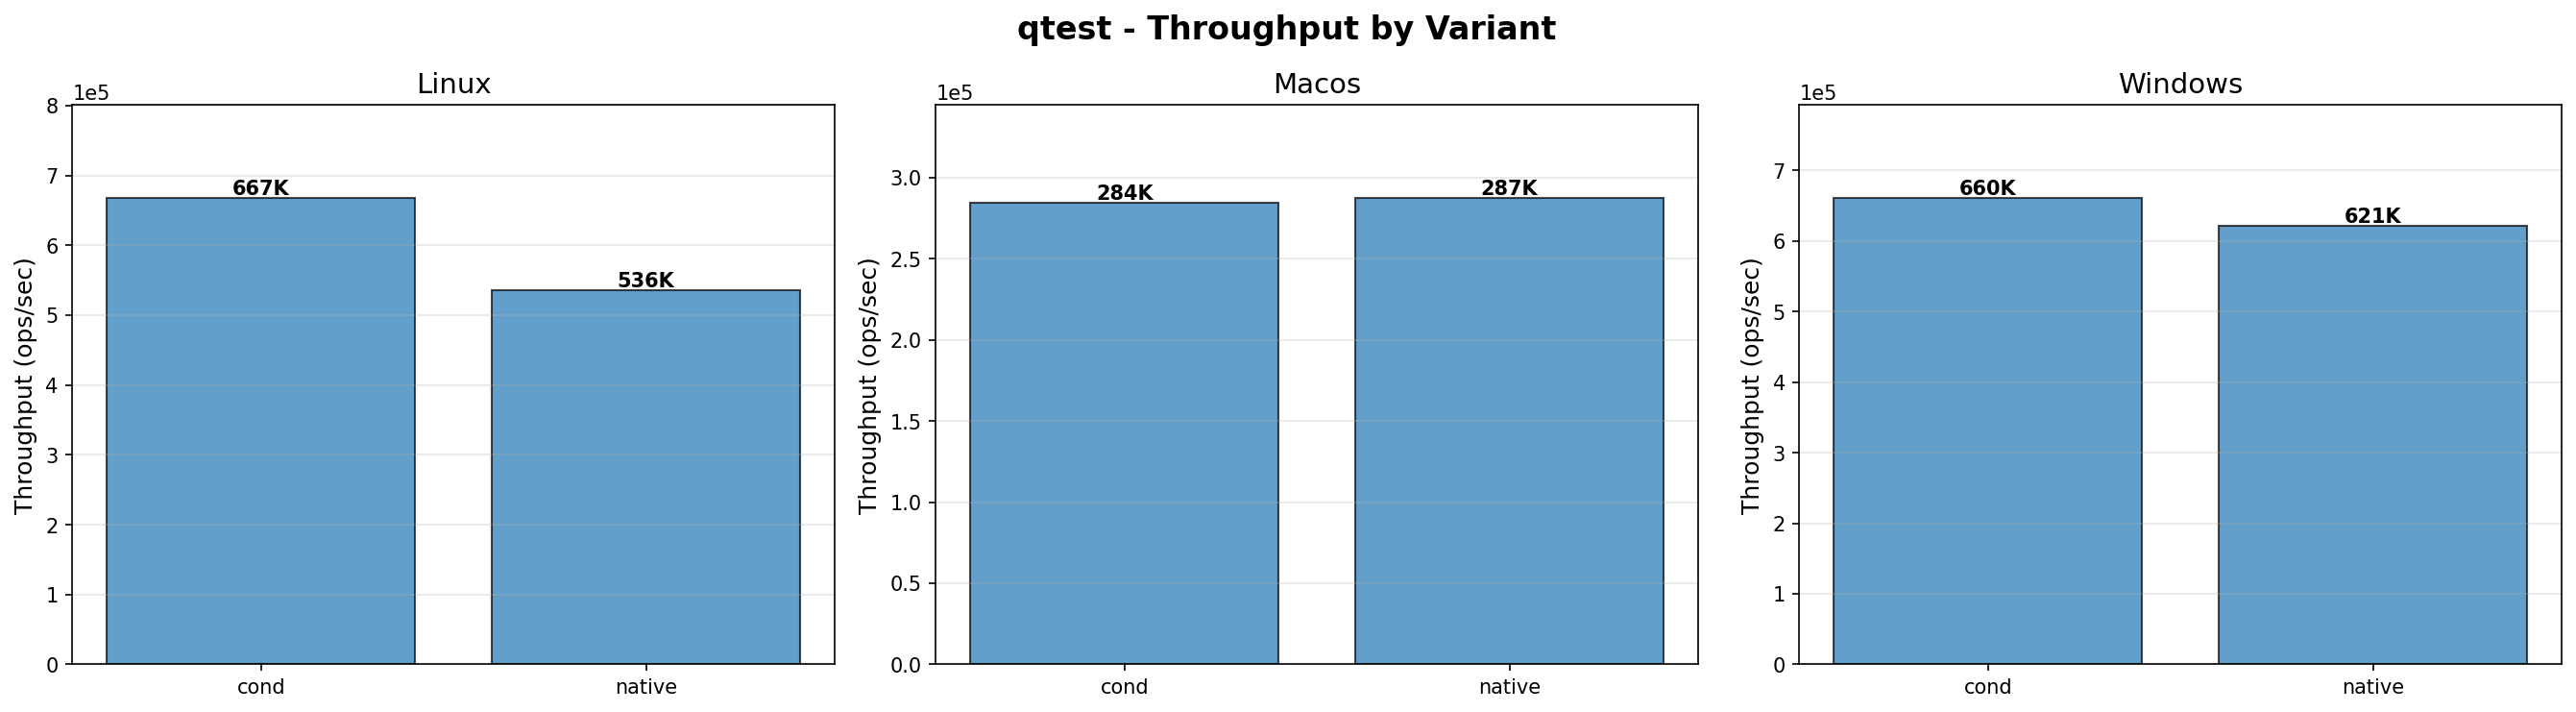 qtest - Throughput by Variant
Linux
1e5
Throughput (ops/sec)
8
7
6
5
4
3
2
1
0
667K
536K
cond
native
Macos
1e5
Throughput (ops/sec)
3.0
2.5
2.0
1.5
1.0
0.5
0.0
284K
287K
cond
native
Windows
1e5
Throughput (ops/sec)
7
6
5
4
3
2
1
0
660K
621K
cond
native